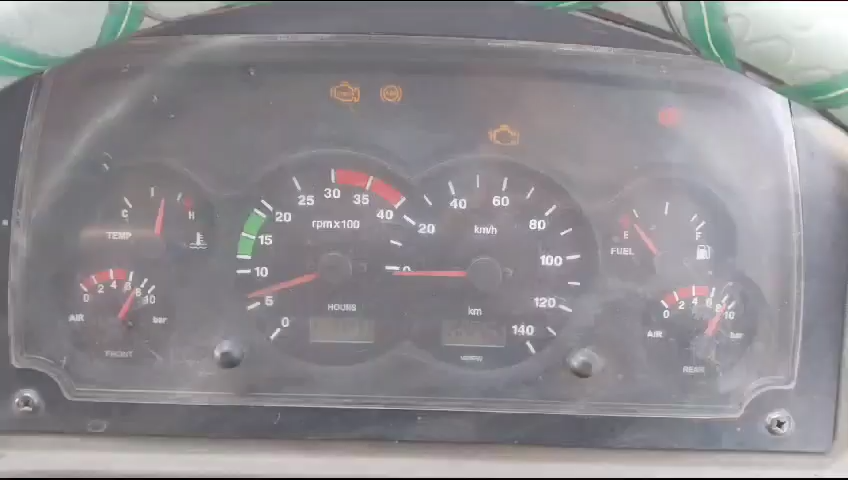 C H
TEMP
0 2 4 6 8 10
AIR bar
FRONT
0 5 10 15 20 25 30 35 40
rpmx100
HOURS
0 20 40 60 80 100 120 140
km/h
km
E F
FUEL
0 2 4 6 8 10
AIR bar
REAR